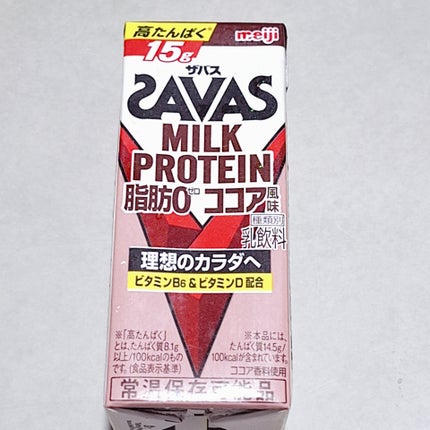 高たんぱく
15g
meiji
ザバス
SAVAS
MILK
PROTEIN
脂肪0ゼロ ココア風味
種類別
乳飲料
理想のカラダへ
ビタミンB6&ビタミンD 配合
※「高たんぱく」
とは、たんぱく質8.1g
以上/100kcalのもの
です。(食品表示基準)
※本品には、
たんぱく質14.5g/
100kcalが含まれています。
ココア香料使用
常温保存可能品